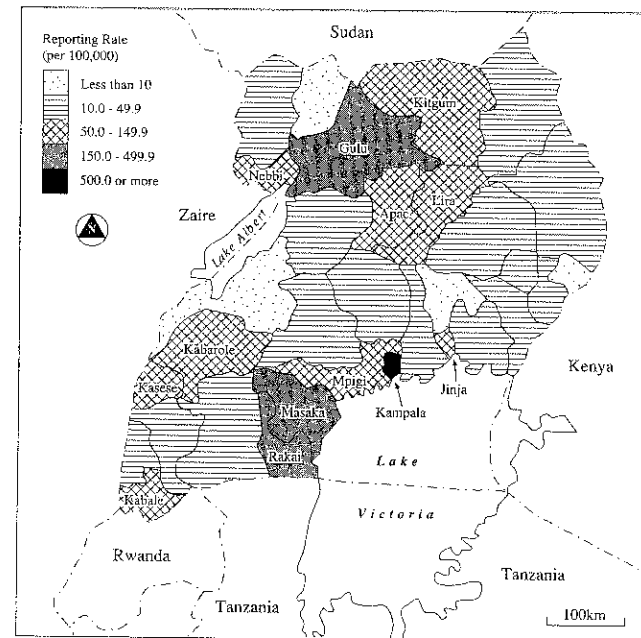 Sudan
Reporting Rate
(per 100,000)
Less than 10
10.0 - 49.9
50.0 - 149.9
150.0 - 499.9
500.0 or more
N
Kitgum
Gulu
Nebbi
Zaire
Lake Albert
Apac
Lira
Kabarole
Kasese
Mpigi
Kenya
Jinja
Kampala
Masaka
Rakai
Lake
Victoria
Kabale
Rwanda
Tanzania
Tanzania
100km